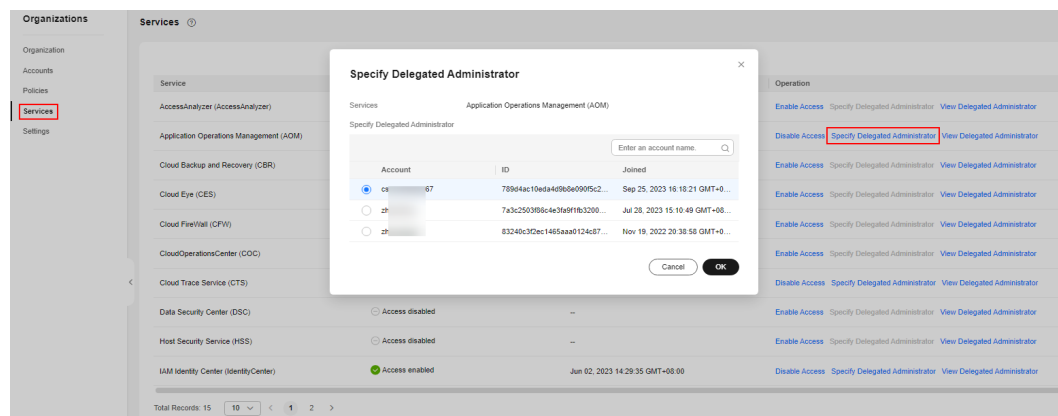 Organizations
Organization
Accounts
Policies
Services
Settings
Services
Service
Operation
AccessAnalyzer (AccessAnalyzer)
Enable Access Specify Delegated Administrator View Delegated Administrator
Application Operations Management (AOM)
Disable Access Specify Delegated Administrator View Delegated Administrator
Cloud Backup and Recovery (CBR)
Enable Access Specify Delegated Administrator View Delegated Administrator
Cloud Eye (CES)
Enable Access Specify Delegated Administrator View Delegated Administrator
Cloud FireWall (CFW)
Enable Access Specify Delegated Administrator View Delegated Administrator
CloudOperationsCenter (COC)
Enable Access Specify Delegated Administrator View Delegated Administrator
Cloud Trace Service (CTS)
Disable Access Specify Delegated Administrator View Delegated Administrator
Data Security Center (DSC) Access disabled -- Enable Access Specify Delegated Administrator View Delegated Administrator
Host Security Service (HSS) Access disabled -- Enable Access Specify Delegated Administrator View Delegated Administrator
IAM Identity Center (IdentityCenter) Access enabled Jun 02, 2023 14:29:35 GMT+08:00 Disable Access Specify Delegated Administrator View Delegated Administrator
Total Records: 15 10 1 2
Specify Delegated Administrator
Services Application Operations Management (AOM)
Specify Delegated Administrator
Enter an account name.
Account ID Joined
cs 67 789d4ac10eda4d9b8e090f5c2... Sep 25, 2023 16:18:21 GMT+0...
zh 7a3c2503f86c4e3fa9f1fb3200... Jul 28, 2023 15:10:49 GMT+08...
zh 83240c3f2ec1465aaa0124c87... Nov 19, 2022 20:38:58 GMT+0...
Cancel OK